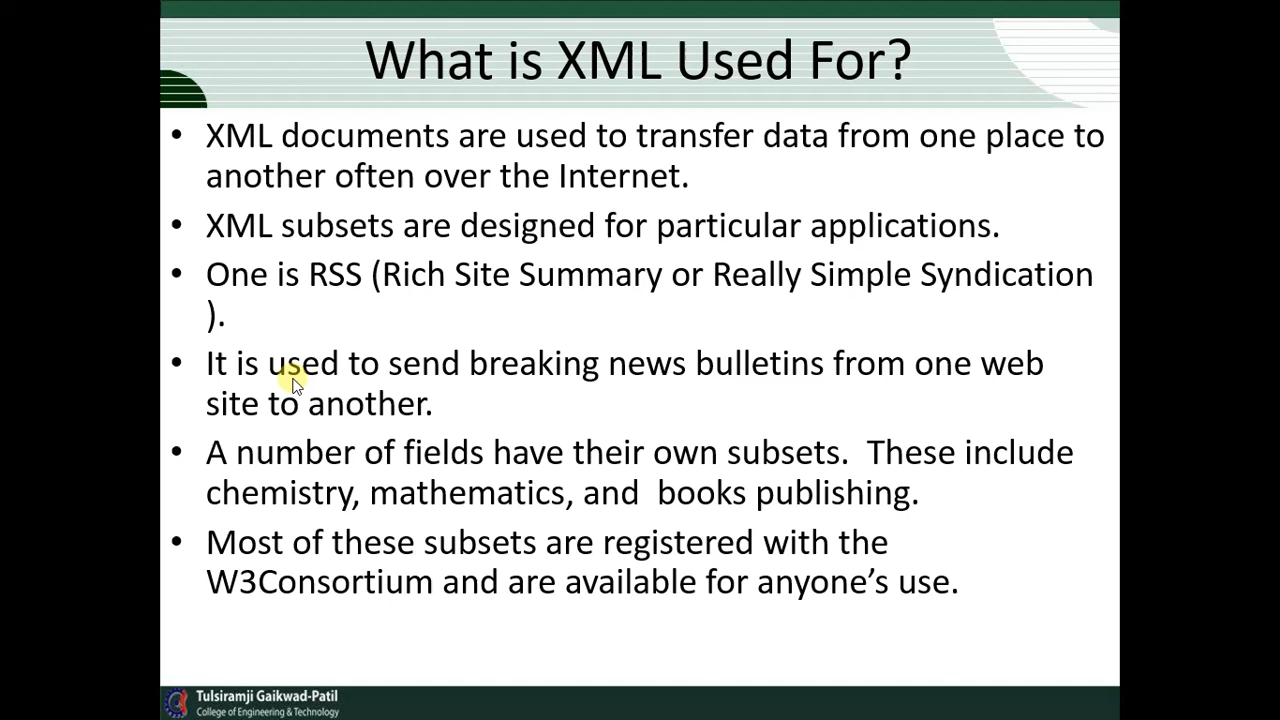 What is XML Used For?
• XML documents are used to transfer data from one place to
another often over the Internet.
• XML subsets are designed for particular applications.
• One is RSS (Rich Site Summary or Really Simple Syndication
).
• It is used to send breaking news bulletins from one web
site to another.
• A number of fields have their own subsets.  These include
chemistry, mathematics, and  books publishing.
• Most of these subsets are registered with the
W3Consortium and are available for anyone’s use.
Tulsiramji Gaikwad-Patil
College of Engineering & Technology